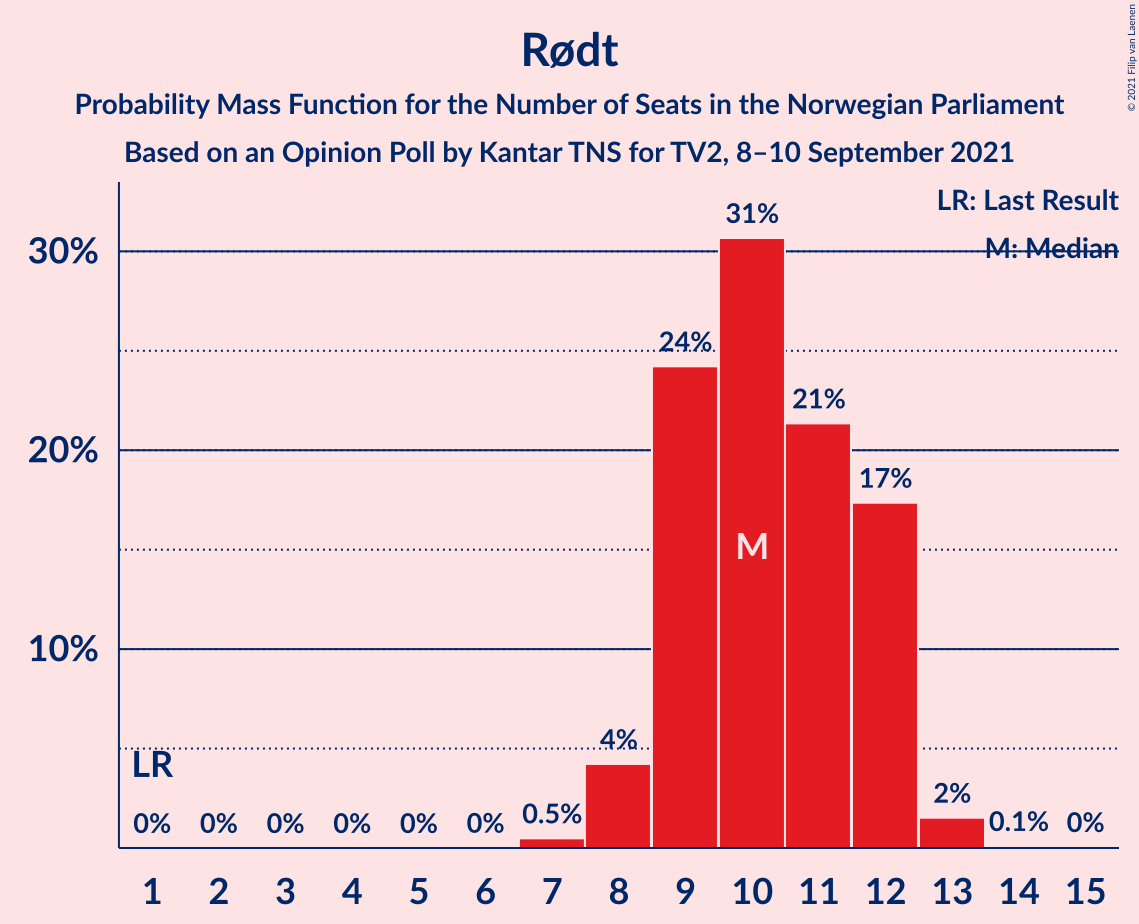 Rødt
Probability Mass Function for the Number of Seats in the Norwegian Parliament
Based on an Opinion Poll by Kantar TNS for TV2, 8–10 September 2021
© 2021 Filip van Laenen
LR: Last Result
M: Median
30%
20%
10%
LR
M
0%
0%
0%
0%
0%
0%
0.5%
4%
24%
31%
21%
17%
2%
0.1%
0%
1 2 3 4 5 6 7 8 9 10 11 12 13 14 15